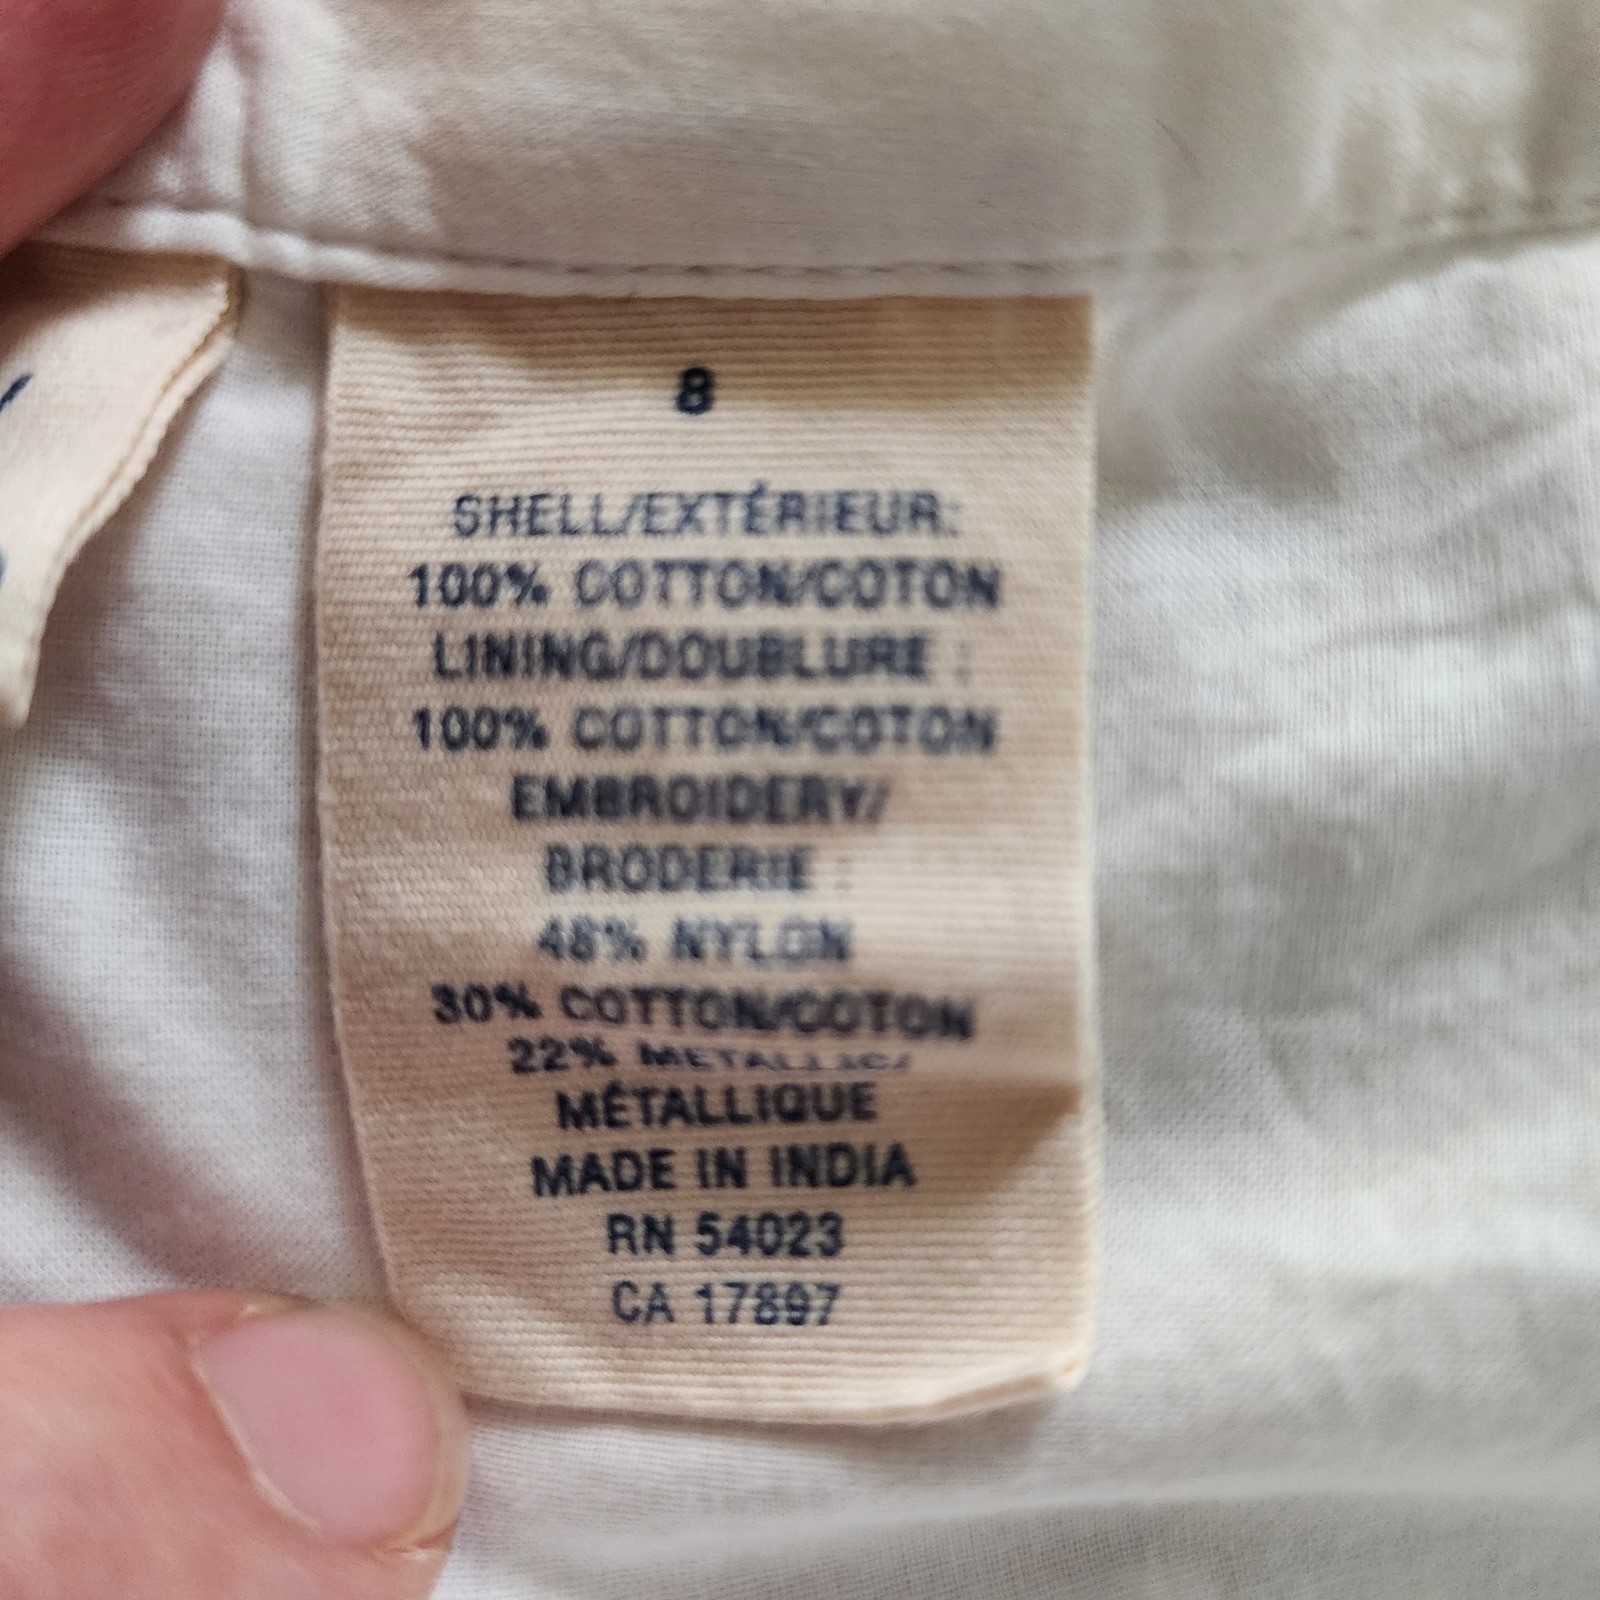 8
SHELL/EXTÉRIEUR:
100% COTTON/COTON
LINING/DOUBLURE :
100% COTTON/COTON
EMBROIDERY/
BRODERIE :
48% NYLON
30% COTTON/COTON
22% METALLIC/
MÉTALLIQUE
MADE IN INDIA
RN 54023
CA 17897